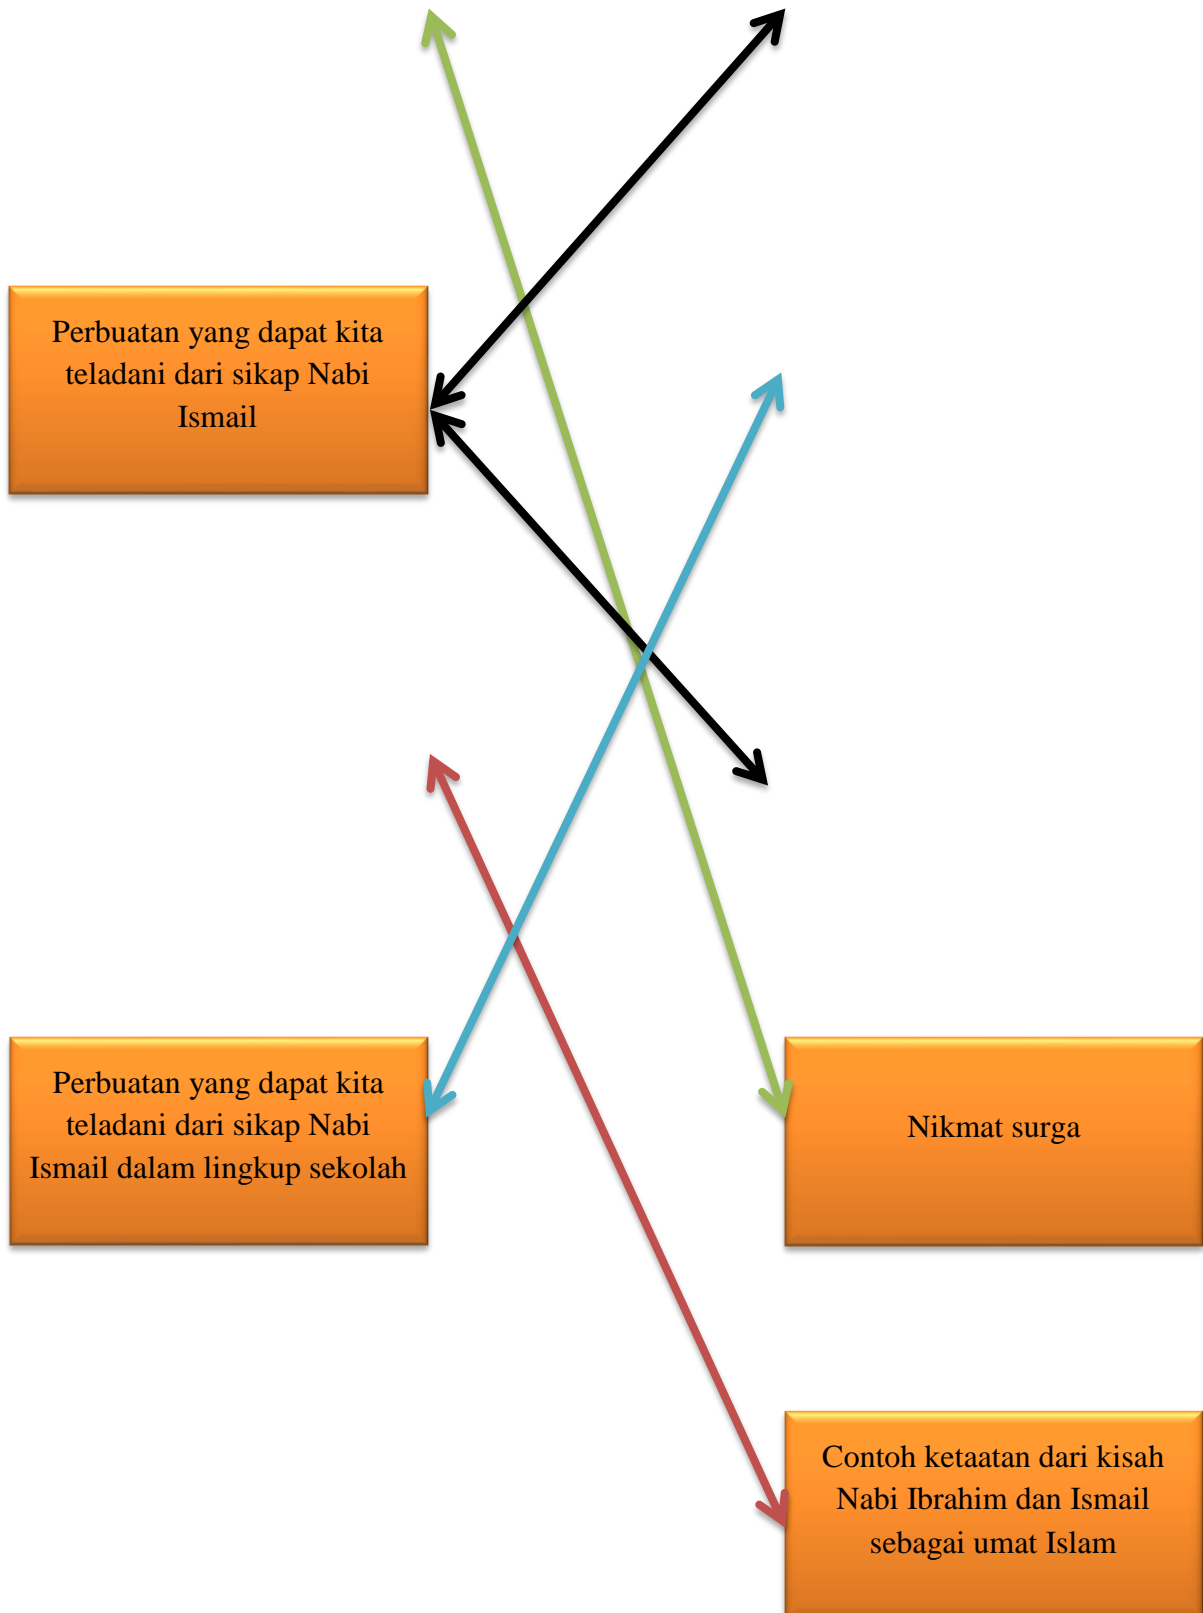 Perbuatan yang dapat kita
teladani dari sikap Nabi
Ismail
Perbuatan yang dapat kita
teladani dari sikap Nabi
Ismail dalam lingkup sekolah
Nikmat surga
Contoh ketaatan dari kisah
Nabi Ibrahim dan Ismail
sebagai umat Islam